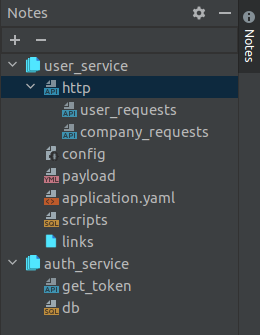 Notes
Notes
user_service
http
API user_requests
API company_requests
config
YML payload
application.yaml
SQL scripts
links
auth_service
API get_token
SQL db